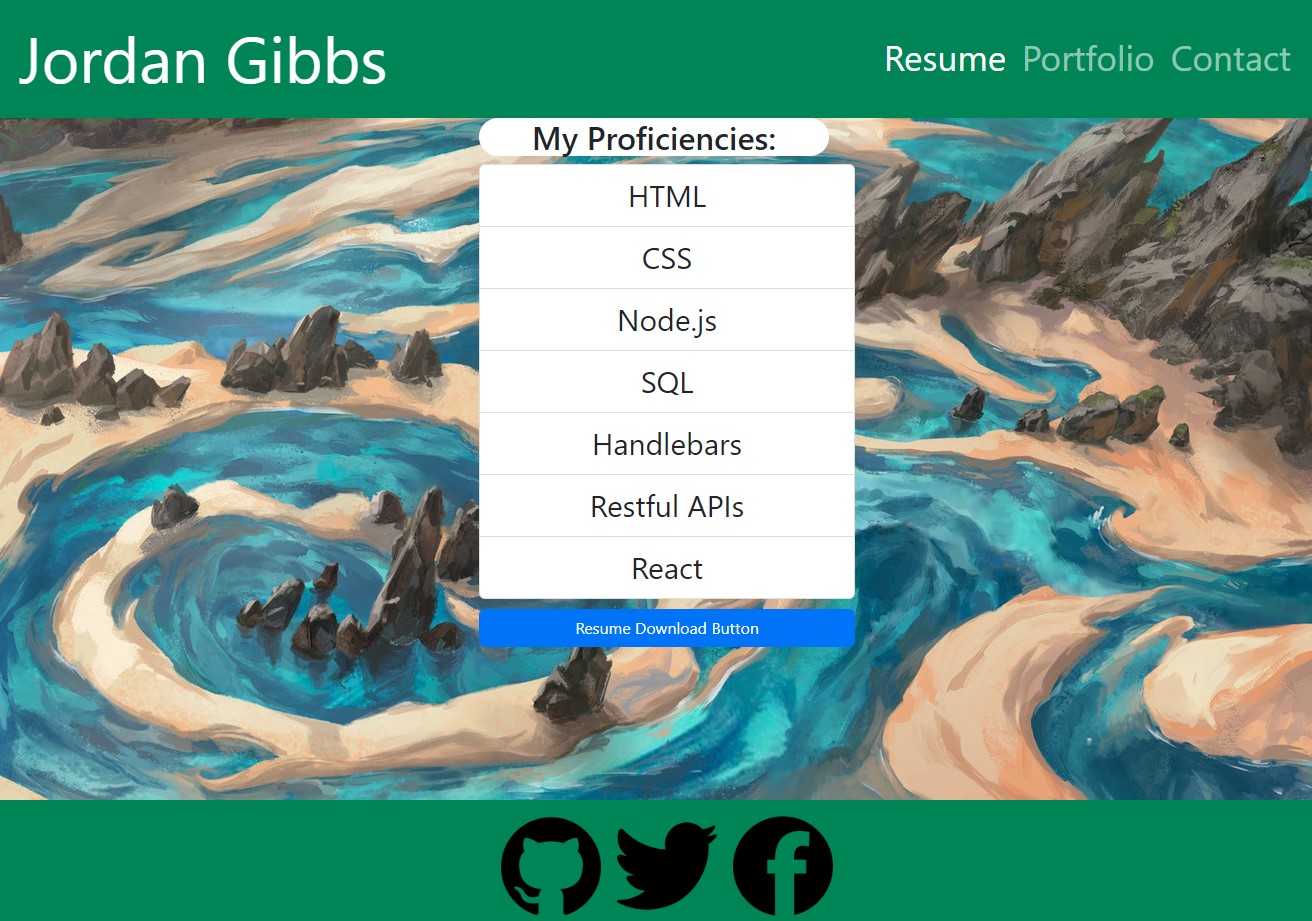 Jordan Gibbs
Resume Portfolio Contact
My Proficiencies:
HTML
CSS
Node.js
SQL
Handlebars
Restful APIs
React
Resume Download Button